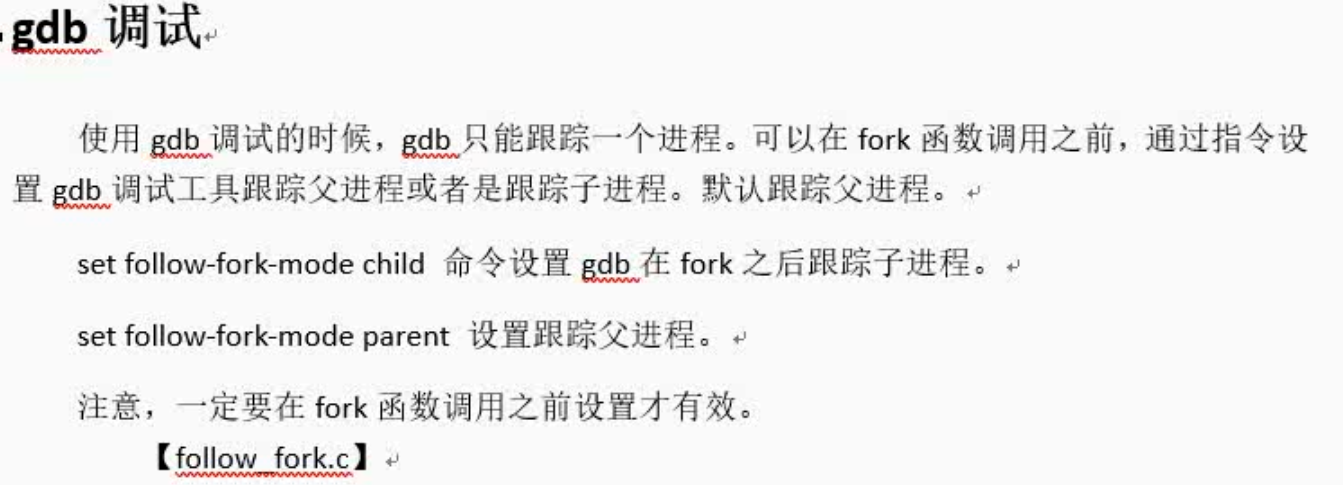 gdb 调试
使用 gdb 调试的时候，gdb 只能跟踪一个进程。可以在 fork 函数调用之前，通过指令设
置 gdb 调试工具跟踪父进程或者是跟踪子进程。默认跟踪父进程。
set follow-fork-mode child 命令设置 gdb 在 fork 之后跟踪子进程。
set follow-fork-mode parent 设置跟踪父进程。
注意，一定要在 fork 函数调用之前设置才有效。
【follow_fork.c】